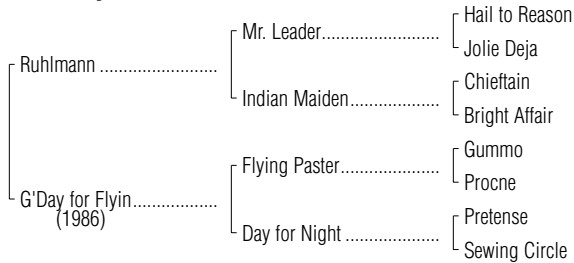 Hail to Reason
Mr. Leader.............................
Jolie Deja
Ruhlmann .............................
Chieftain
Indian Maiden......................
Bright Affair
Gummo
Flying Paster........................
Procne
G'Day for Flyin.....................
(1986)
Pretense
Day for Night .......................
Sewing Circle